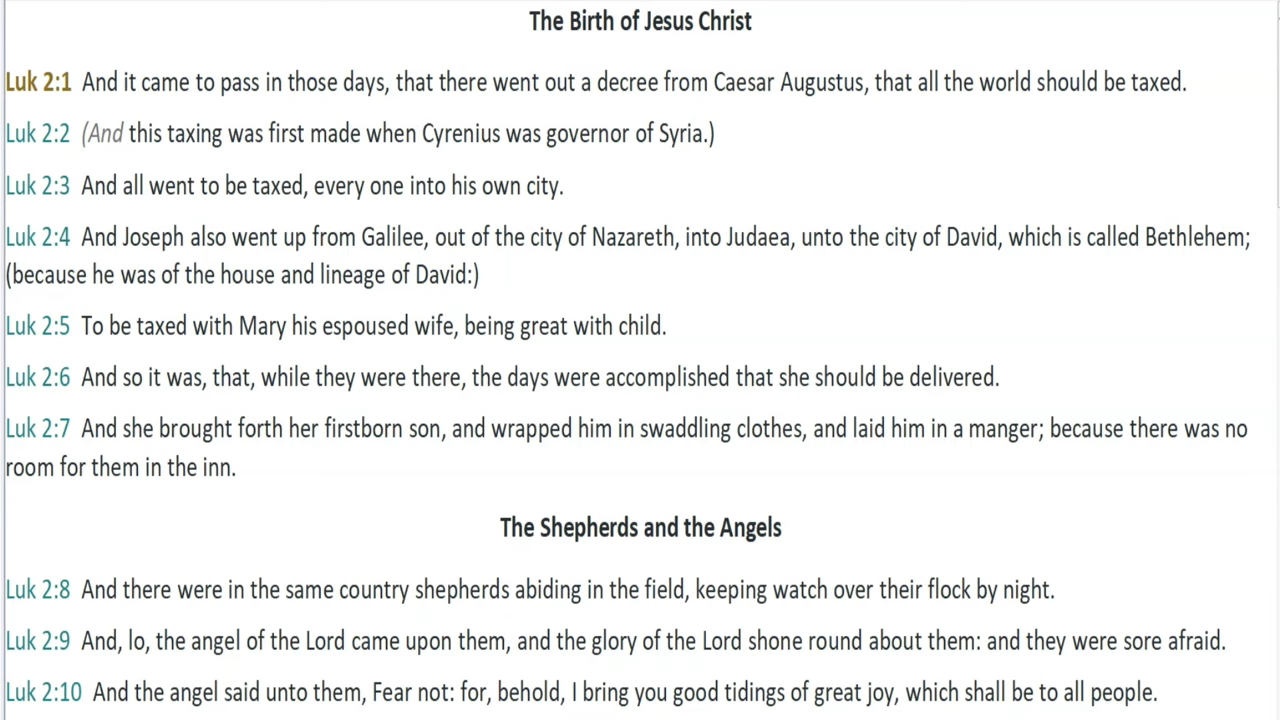 The Birth of Jesus Christ
Luk 2:1 And it came to pass in those days, that there went out a decree from Caesar Augustus, that all the world should be taxed.
Luk 2:2 (And this taxing was first made when Cyrenius was governor of Syria.)
Luk 2:3 And all went to be taxed, every one into his own city.
Luk 2:4 And Joseph also went up from Galilee, out of the city of Nazareth, into Judaea, unto the city of David, which is called Bethlehem;
(because he was of the house and lineage of David:)
Luk 2:5 To be taxed with Mary his espoused wife, being great with child.
Luk 2:6 And so it was, that, while they were there, the days were accomplished that she should be delivered.
Luk 2:7 And she brought forth her firstborn son, and wrapped him in swaddling clothes, and laid him in a manger; because there was no
room for them in the inn.
The Shepherds and the Angels
Luk 2:8 And there were in the same country shepherds abiding in the field, keeping watch over their flock by night.
Luk 2:9 And, lo, the angel of the Lord came upon them, and the glory of the Lord shone round about them: and they were sore afraid.
Luk 2:10 And the angel said unto them, Fear not: for, behold, I bring you good tidings of great joy, which shall be to all people.